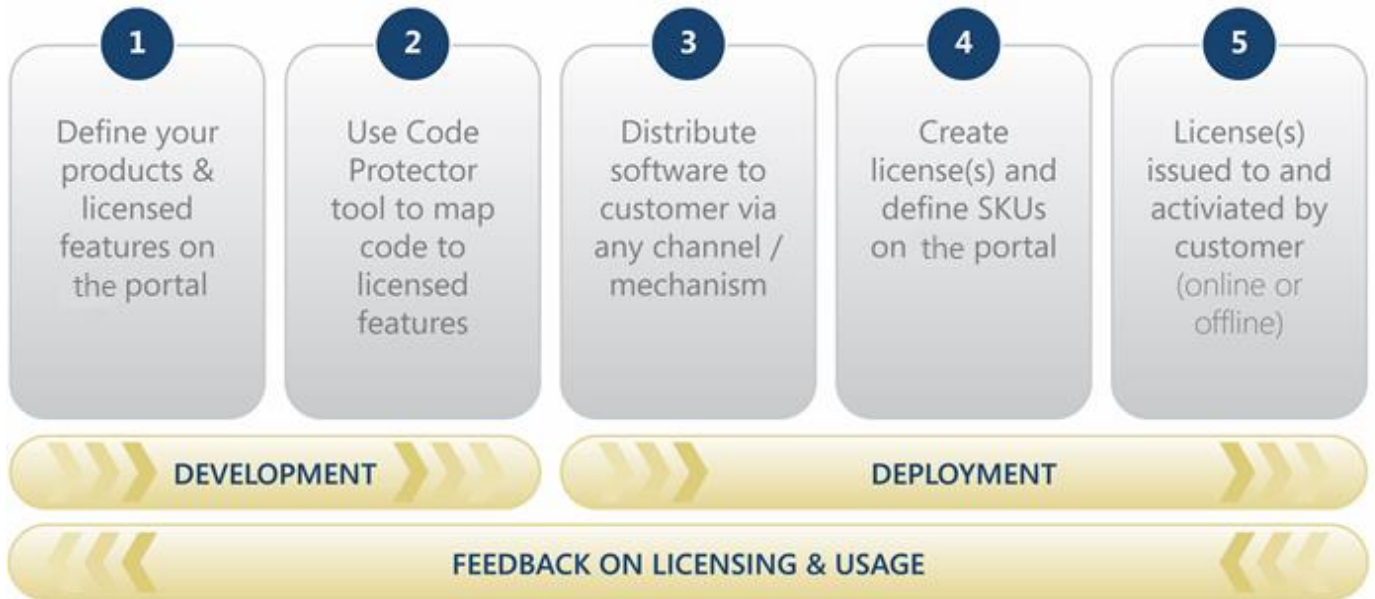 1
Define your
products &
licensed
features on
the portal
2
Use Code
Protector
tool to map
code to
licensed
features
3
Distribute
software to
customer via
any channel /
mechanism
4
Create
license(s) and
define SKUs
on the portal
5
License(s)
issued to and
activiated by
customer
(online or
offline)
DEVELOPMENT
DEPLOYMENT
FEEDBACK ON LICENSING & USAGE